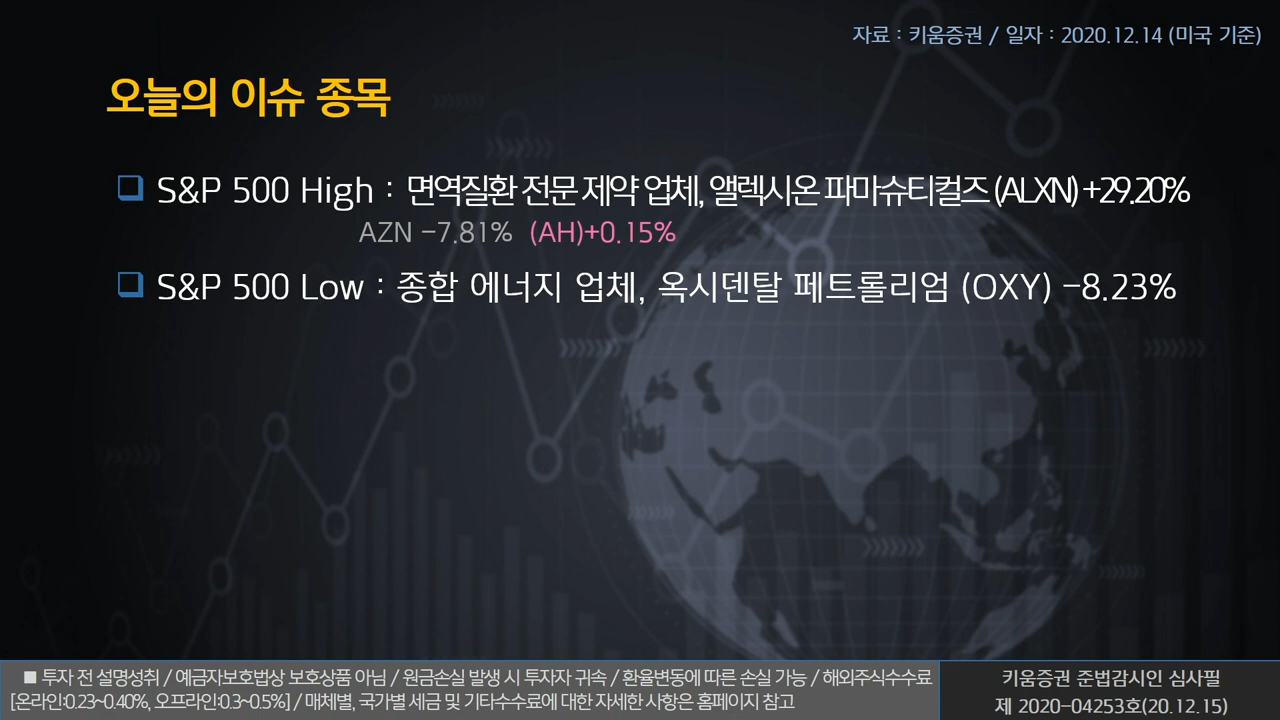 자료 : 키움증권 / 일자 : 2020.12.14 (미국 기준)
오늘의 이슈 종목
❑ S&P 500 High : 면역질환 전문 제약 업체, 앨렉시온 파마슈티컬즈 (ALXN) +29.20%
AZN -7.81% (AH)+0.15%
❑ S&P 500 Low : 종합 에너지 업체, 옥시덴탈 페트롤리엄 (OXY) -8.23%
■ 투자 전 설명성취 / 예금자보호법상 보호상품 아님 / 원금손실 발생 시 투자자 귀속 / 환율변동에 따른 손실 가능 / 해외주식수수료
[온라인:0.23~0.40%, 오프라인:0.3~0.5%] / 매체별, 국가별 세금 및 기타수수료에 대한 자세한 사항은 홈페이지 참고
키움증권 준법감시인 심사필
제 2020-04253호(20.12.15)